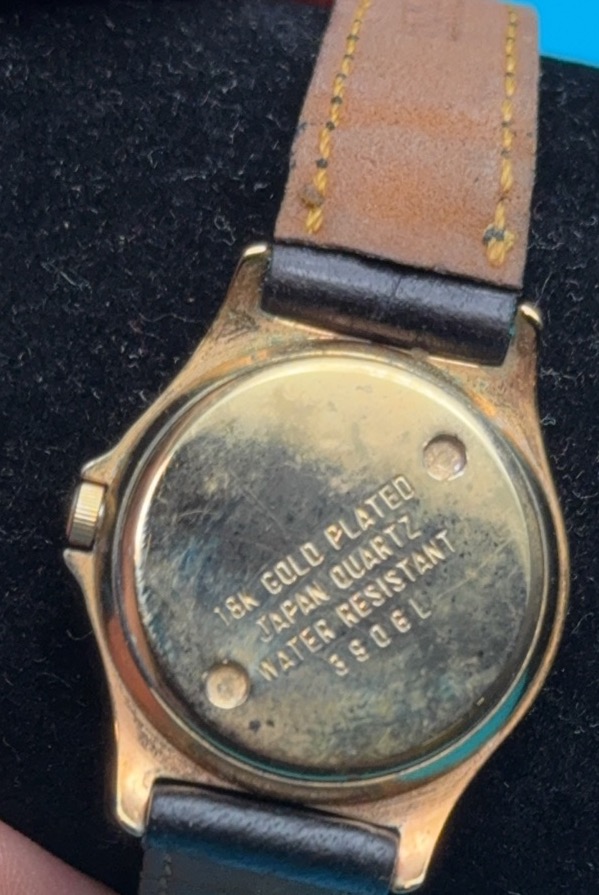 18K GOLD PLATED
JAPAN QUARTZ
WATER RESISTANT
3906L